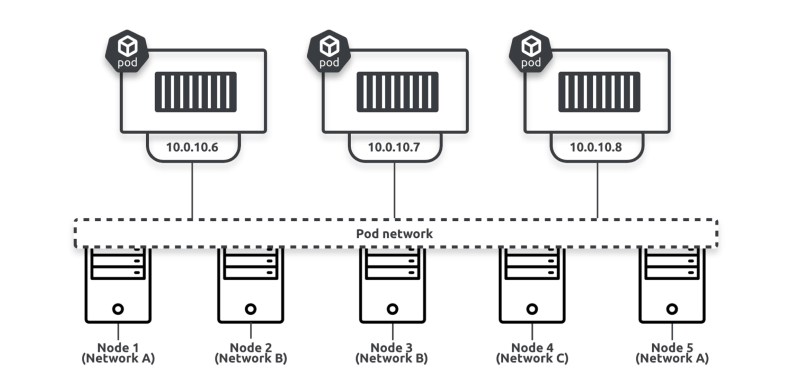 pod
pod
pod
10.0.10.6
10.0.10.7
10.0.10.8
Pod network
Node 1
(Network A)
Node 2
(Network B)
Node 3
(Network B)
Node 4
(Network C)
Node 5
(Network A)